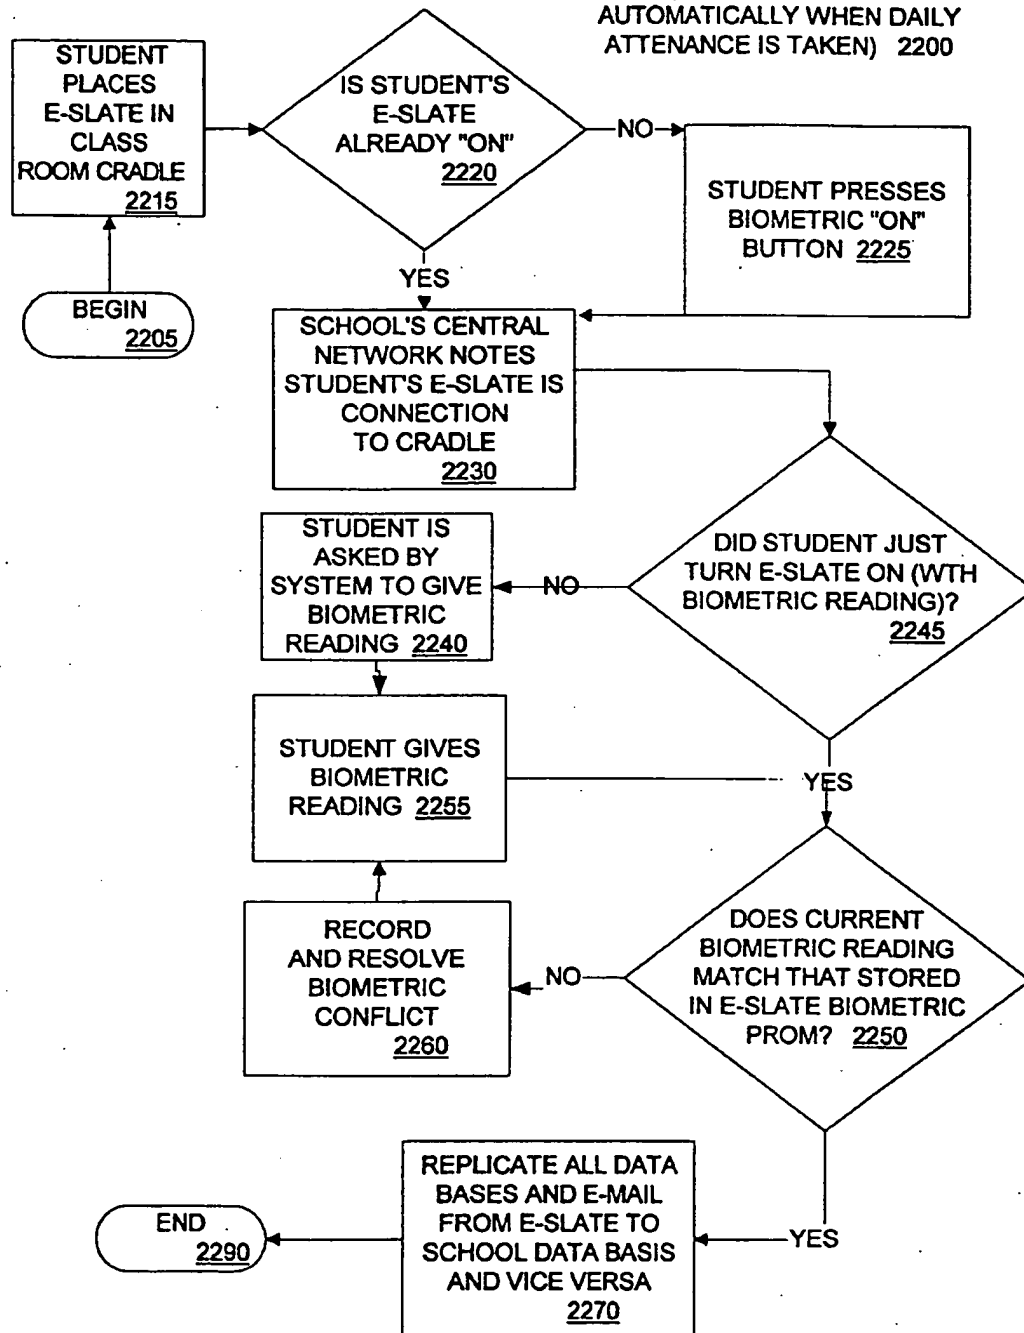 AUTOMATICALLY WHEN DAILY
ATTENANCE IS TAKEN) 2200
STUDENT
PLACES
E-SLATE IN
CLASS
ROOM CRADLE
2215
IS STUDENT'S
E-SLATE
ALREADY "ON"
2220
NO
STUDENT PRESSES
BIOMETRIC "ON"
BUTTON 2225
YES
BEGIN
2205
SCHOOL'S CENTRAL
NETWORK NOTES
STUDENT'S E-SLATE IS
CONNECTION
TO CRADLE
2230
DID STUDENT JUST
TURN E-SLATE ON (WTH
BIOMETRIC READING)?
2245
NO
STUDENT IS
ASKED BY
SYSTEM TO GIVE
BIOMETRIC
READING 2240
STUDENT GIVES
BIOMETRIC
READING 2255
YES
DOES CURRENT
BIOMETRIC READING
MATCH THAT STORED
IN E-SLATE BIOMETRIC
PROM? 2250
NO
RECORD
AND RESOLVE
BIOMETRIC
CONFLICT
2260
YES
REPLICATE ALL DATA
BASES AND E-MAIL
FROM E-SLATE TO
SCHOOL DATA BASIS
AND VICE VERSA
2270
END
2290